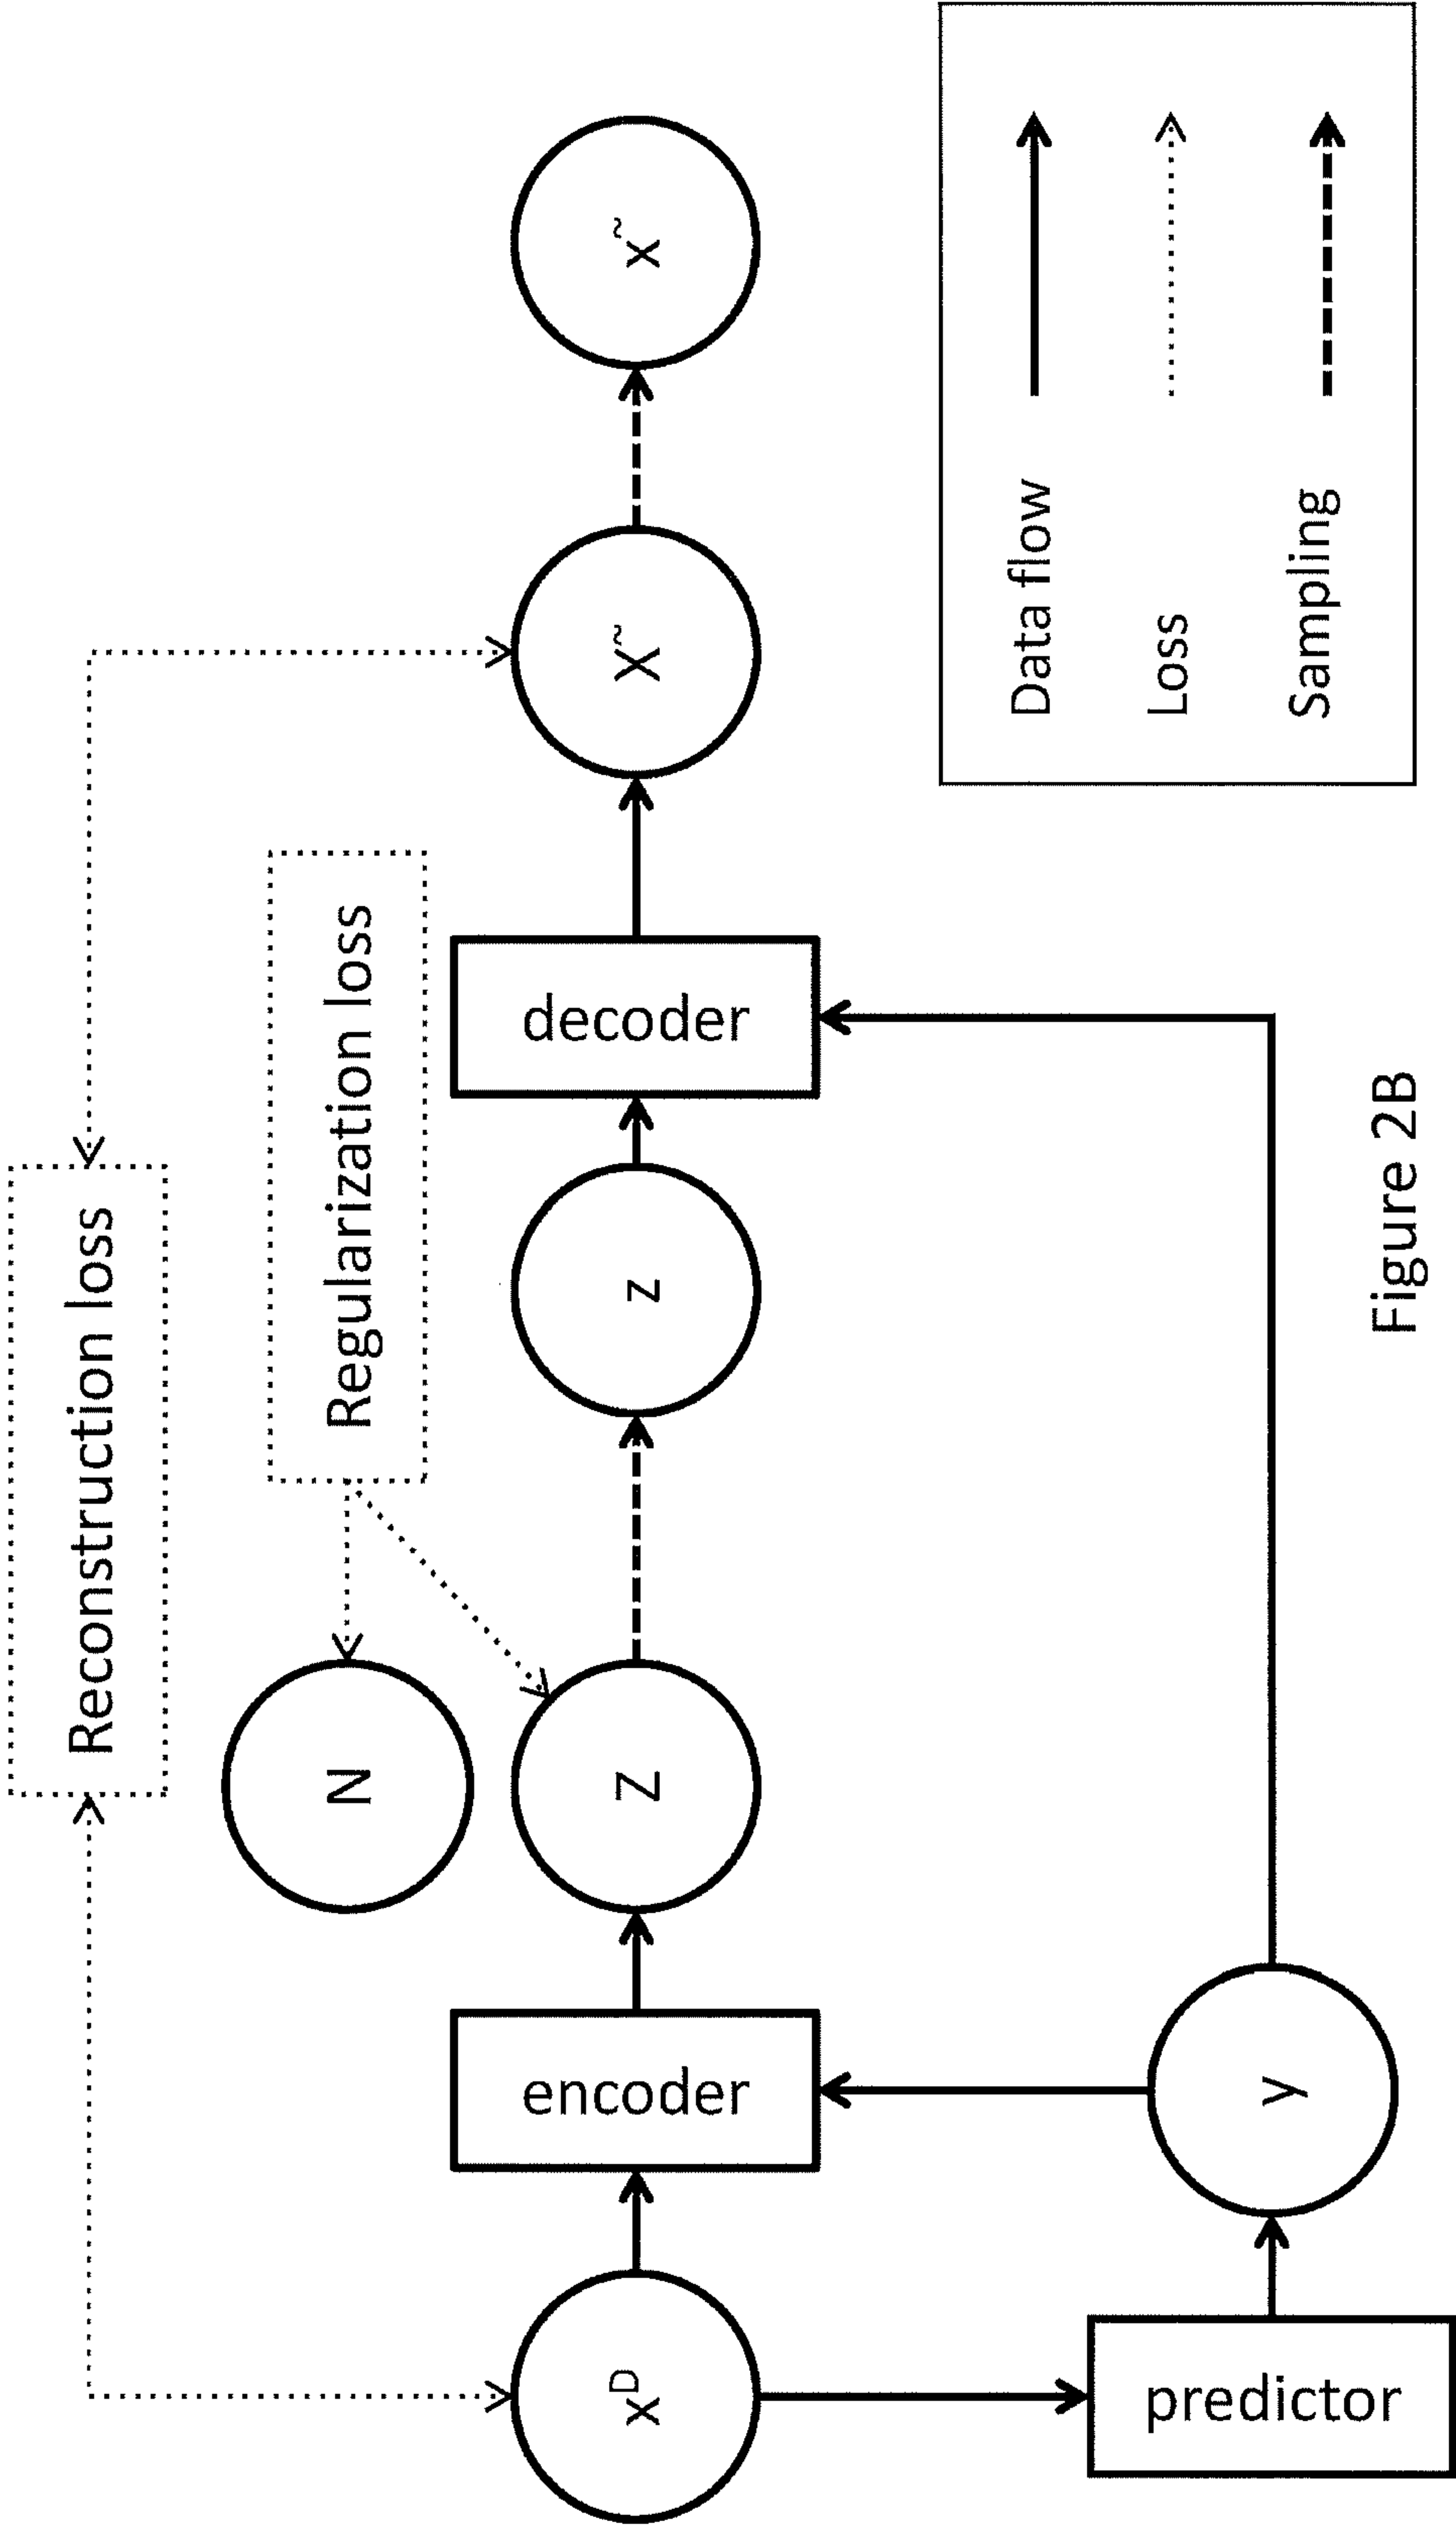 Reconstruction loss
Regularization loss
N
x^D
encoder
Z
z
decoder
X~
x~
predictor
y
Data flow
Loss
Sampling
Figure 2B